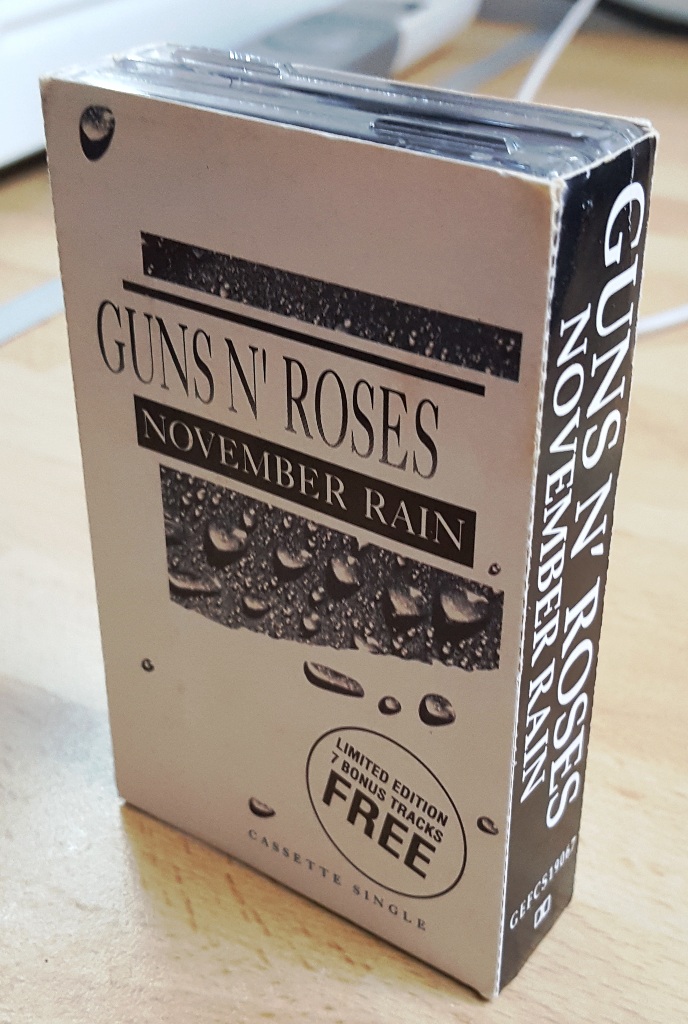 GUNS N' ROSES
NOVEMBER RAIN
LIMITED EDITION
7 BONUS TRACKS
FREE
CASSETTE SINGLE
GUNS N' ROSES
NOVEMBER RAIN
GEFCS19067